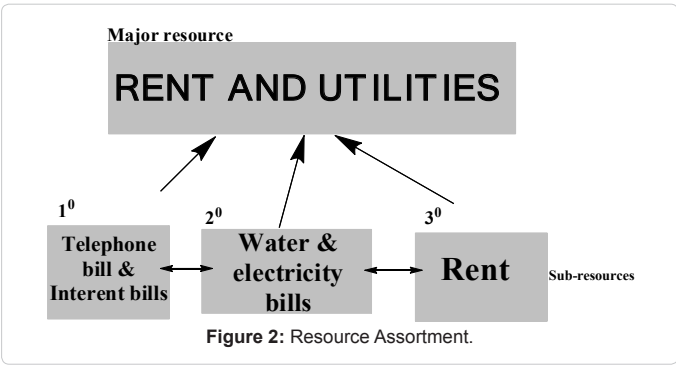 Major resource
RENT AND UTILITIES
1⁰
2⁰
3⁰
Telephone
bill &
Interent bills
Water &
electricity
bills
Rent
Sub-resources
Figure 2: Resource Assortment.